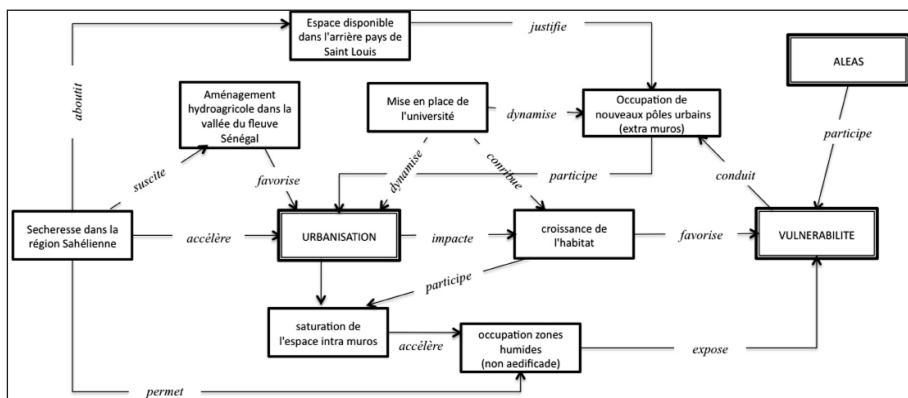 Espace disponible
dans l'arrière pays de
Saint Louis
justifie
ALEAS
aboutit
Aménagement
hydroagricole dans la
vallée du fleuve
Sénégal
Mise en place de
l'université
dynamise
Occupation de
nouveaux pôles urbains
(extra muros)
participe
suscite
favorise
dynamise
conribue
participe
conduit
Secheresse dans la
région Sahélienne
accélère
URBANISATION
impacte
croissance de
l'habitat
favorise
VULNERABILITE
participe
saturation de
l'espace intra muros
accélère
occupation zones
humides
(non aedificade)
expose
permet